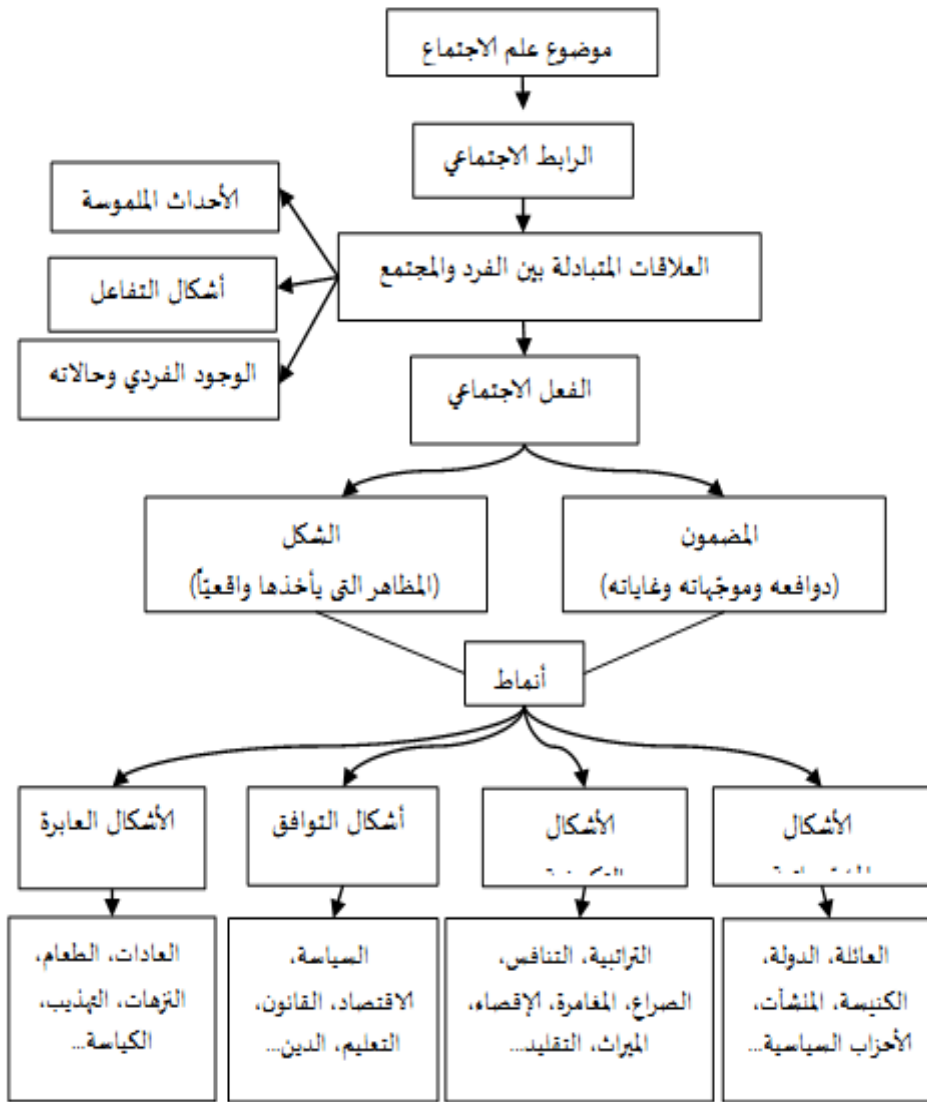 موضوع علم الاجتماع
الرابط الاجتماعي
الأحداث الملموسة
العلاقات المتبادلة بين الفرد والمجتمع
أشكال التفاعل
الوجود الفردي وحالاته
الفعل الاجتماعي
المضمون
(دوافعه وموجّهاته وغاياته)
الشكل
(المظاهر التي يأخذها واقعيّاً)
أنماط
الأشكال
الأشكال
أشكال التوافق
الأشكال العابرة
العائلة، الدولة،
الكنيسة، المنشآت،
الأحزاب السياسية...
التراتبية، التنافس،
الصراع، المغامرة، الإقصاء،
الميراث، التقليد...
السياسة،
الاقتصاد، القانون،
التعليم، الدين...
العادات، الطعام،
النزهات، التهذيب،
الكياسة...